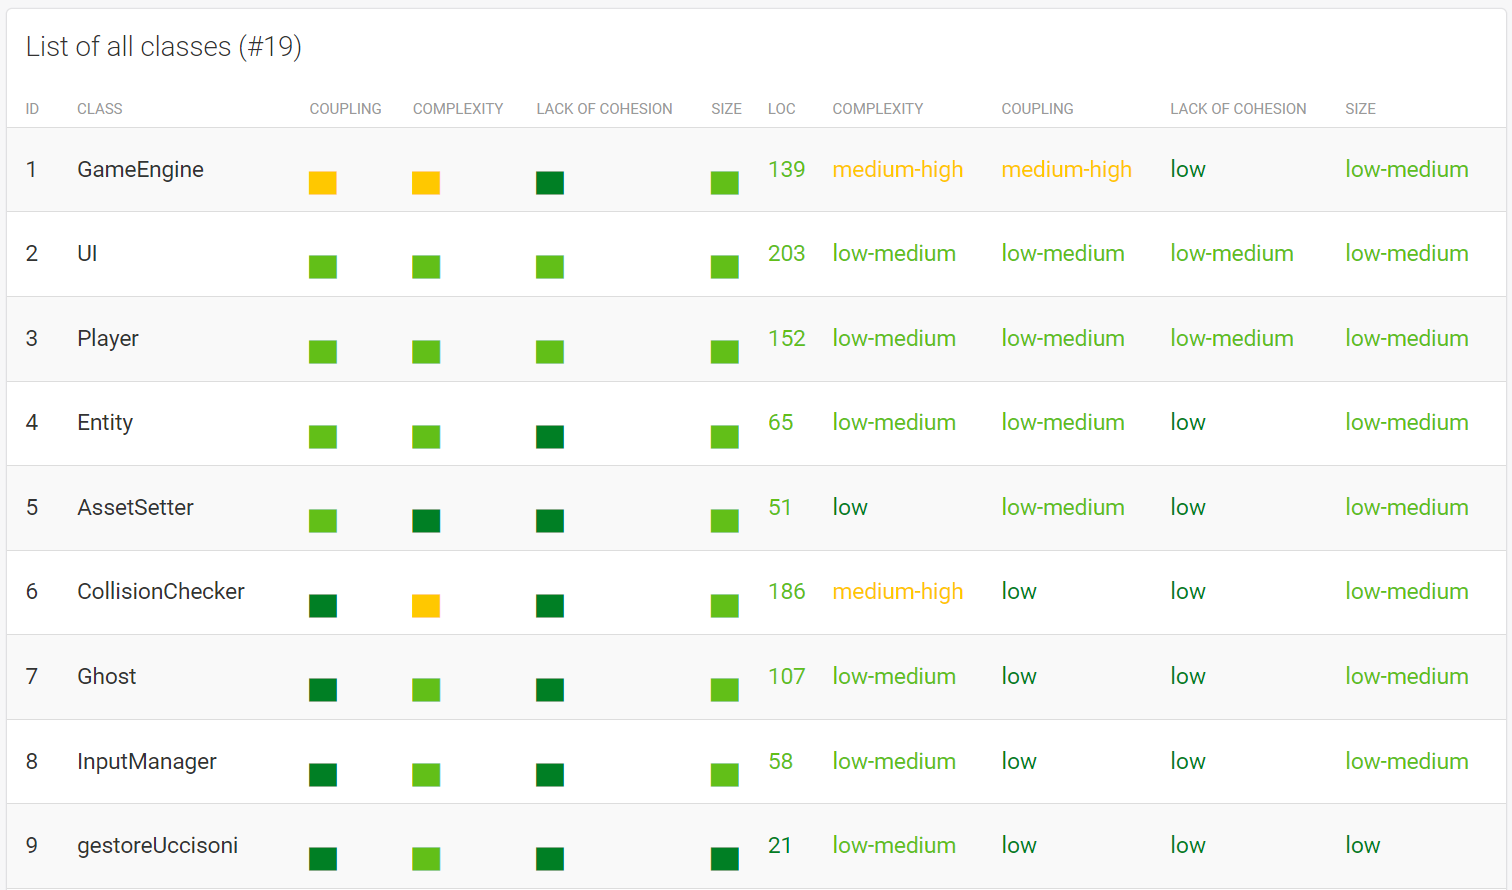 List of all classes (#19)
ID CLASS COUPLING COMPLEXITY LACK OF COHESION SIZE LOC COMPLEXITY COUPLING LACK OF COHESION SIZE
1 GameEngine 139 medium-high medium-high low low-medium
2 UI 203 low-medium low-medium low-medium low-medium
3 Player 152 low-medium low-medium low-medium low-medium
4 Entity 65 low-medium low-medium low low-medium
5 AssetSetter 51 low low-medium low low-medium
6 CollisionChecker 186 medium-high low low low-medium
7 Ghost 107 low-medium low low low-medium
8 InputManager 58 low-medium low low low-medium
9 gestoreUccisoni 21 low-medium low low low